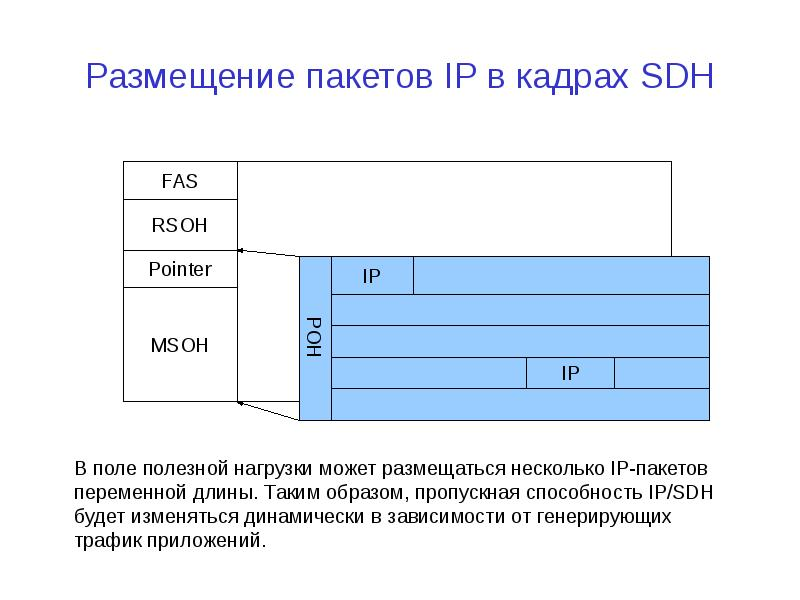 Размещение пакетов IP в кадрах SDH
FAS
RSOH
Pointer
MSOH
POH
IP
IP
В поле полезной нагрузки может размещаться несколько IP-пакетов
переменной длины. Таким образом, пропускная способность IP/SDH
будет изменяться динамически в зависимости от генерирующих
трафик приложений.